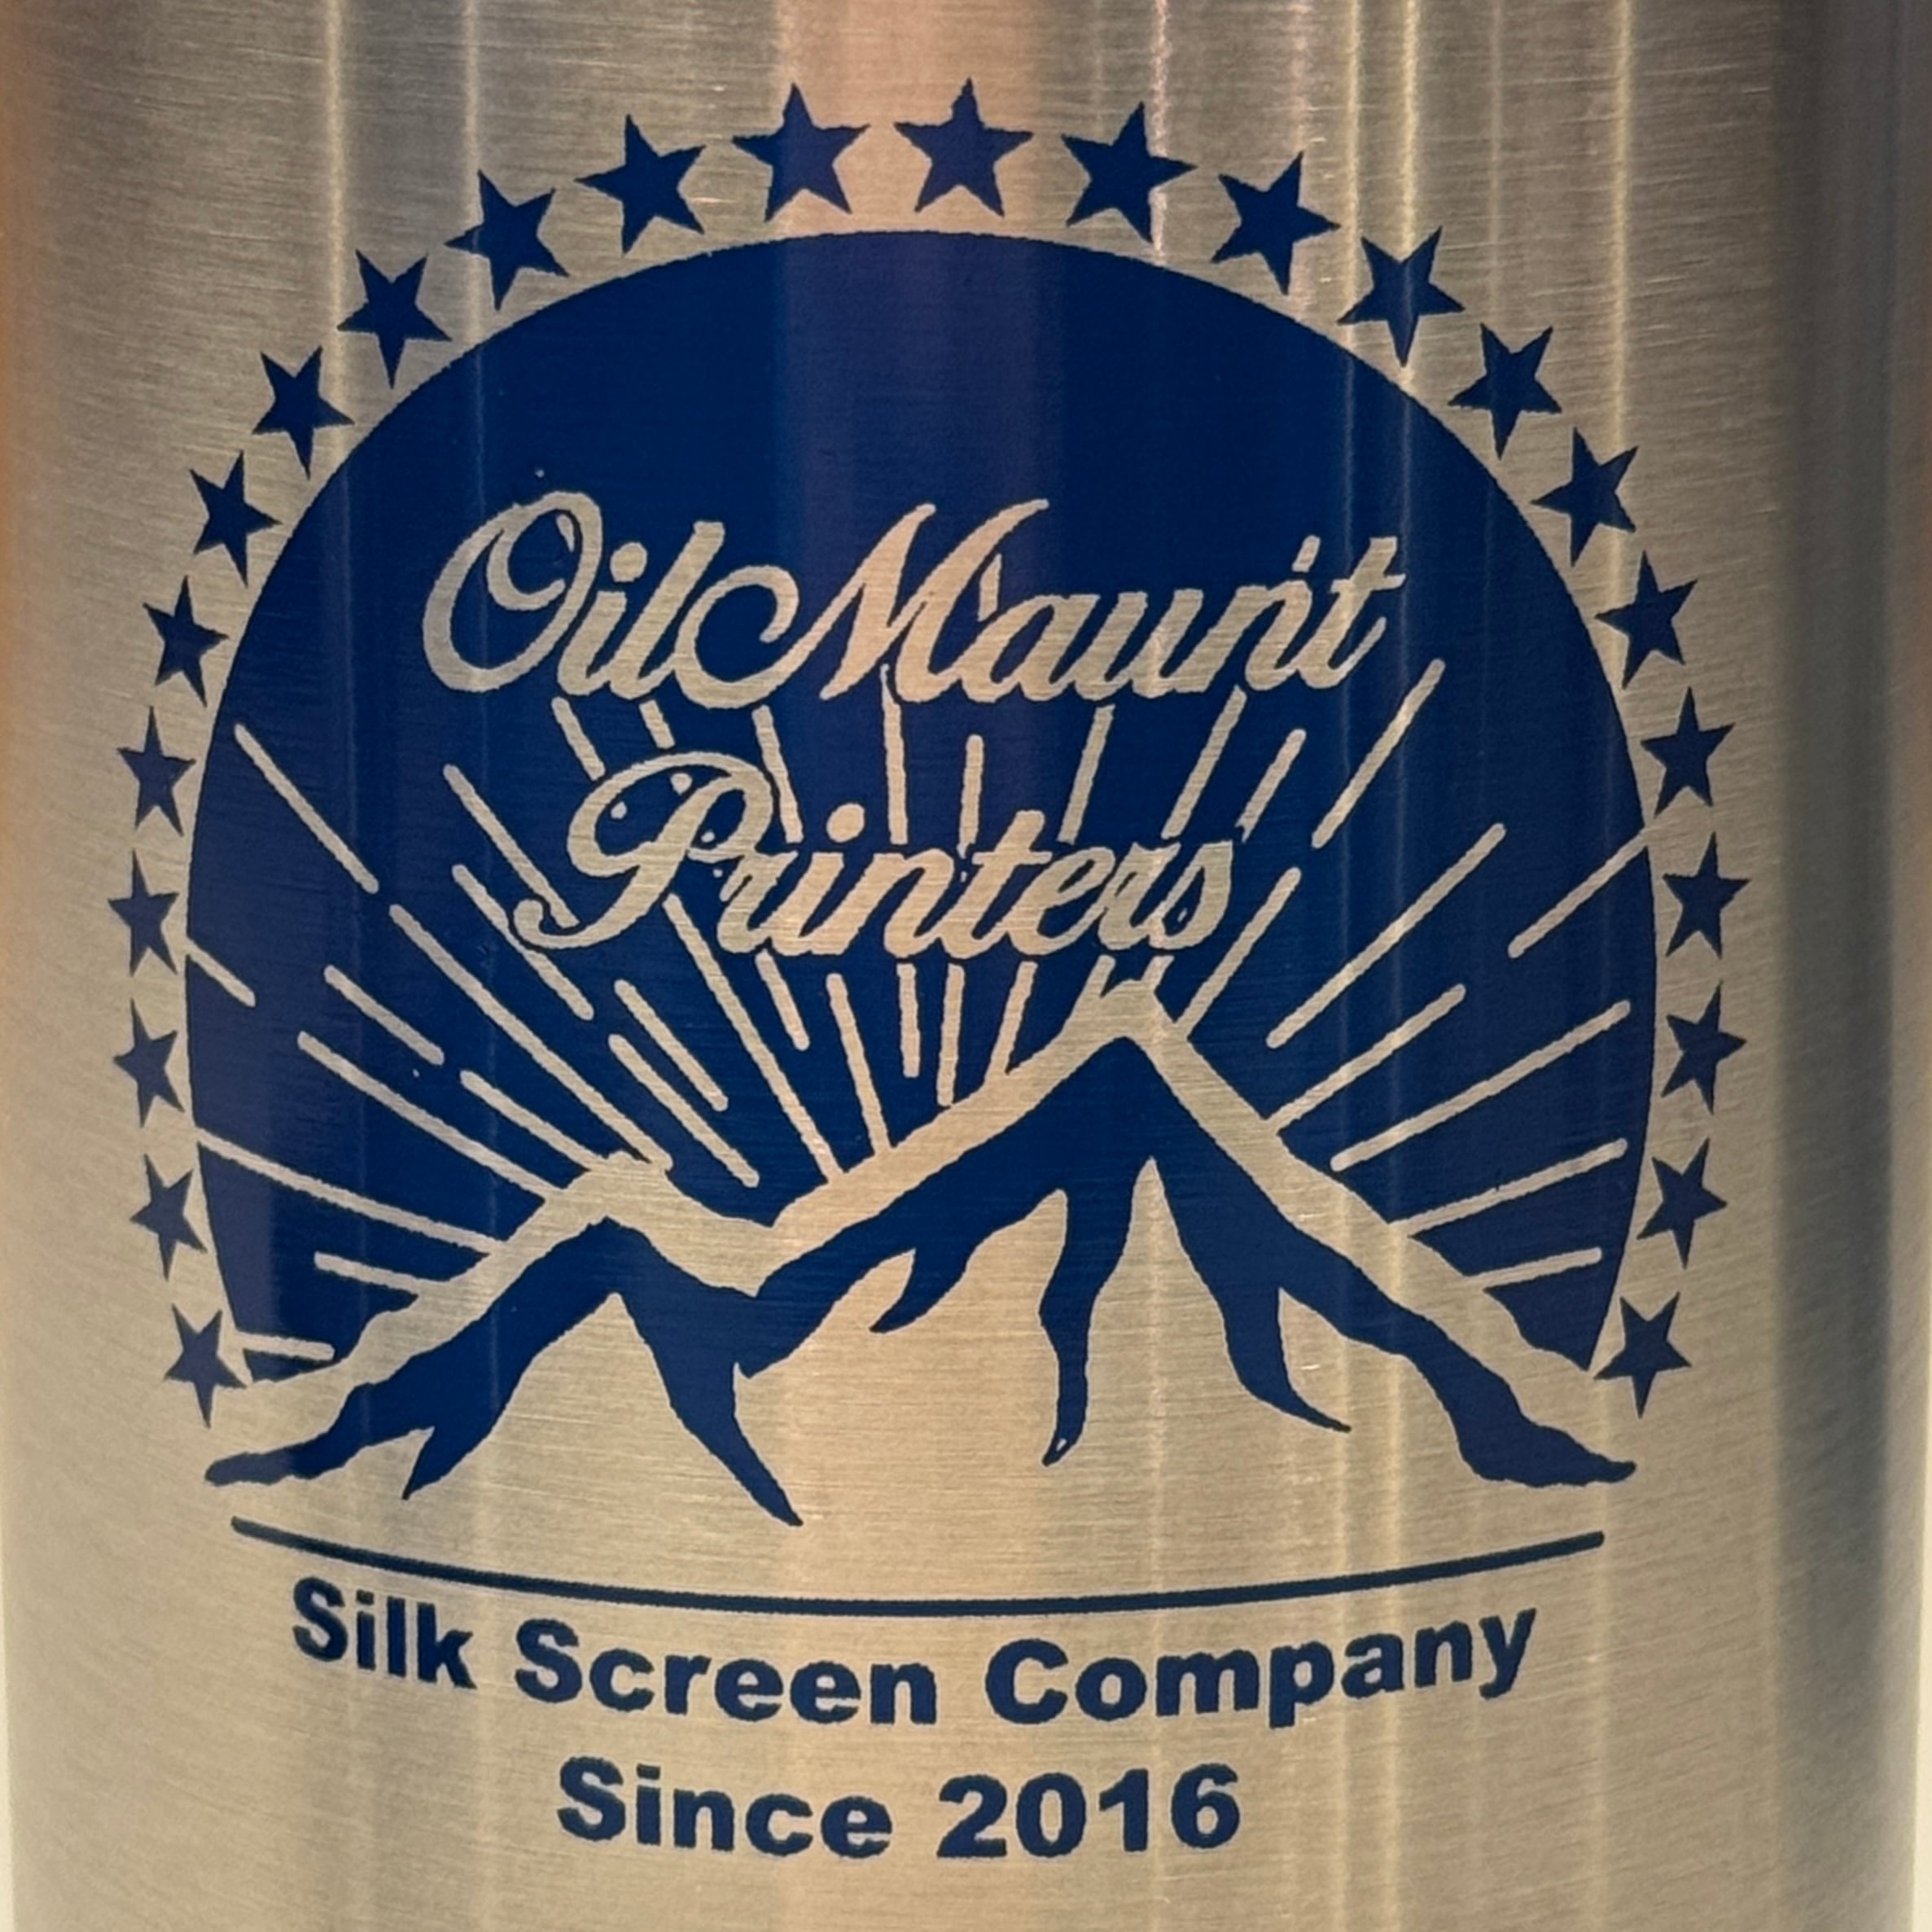 OilMaunt
Printers
Silk Screen Company
Since 2016